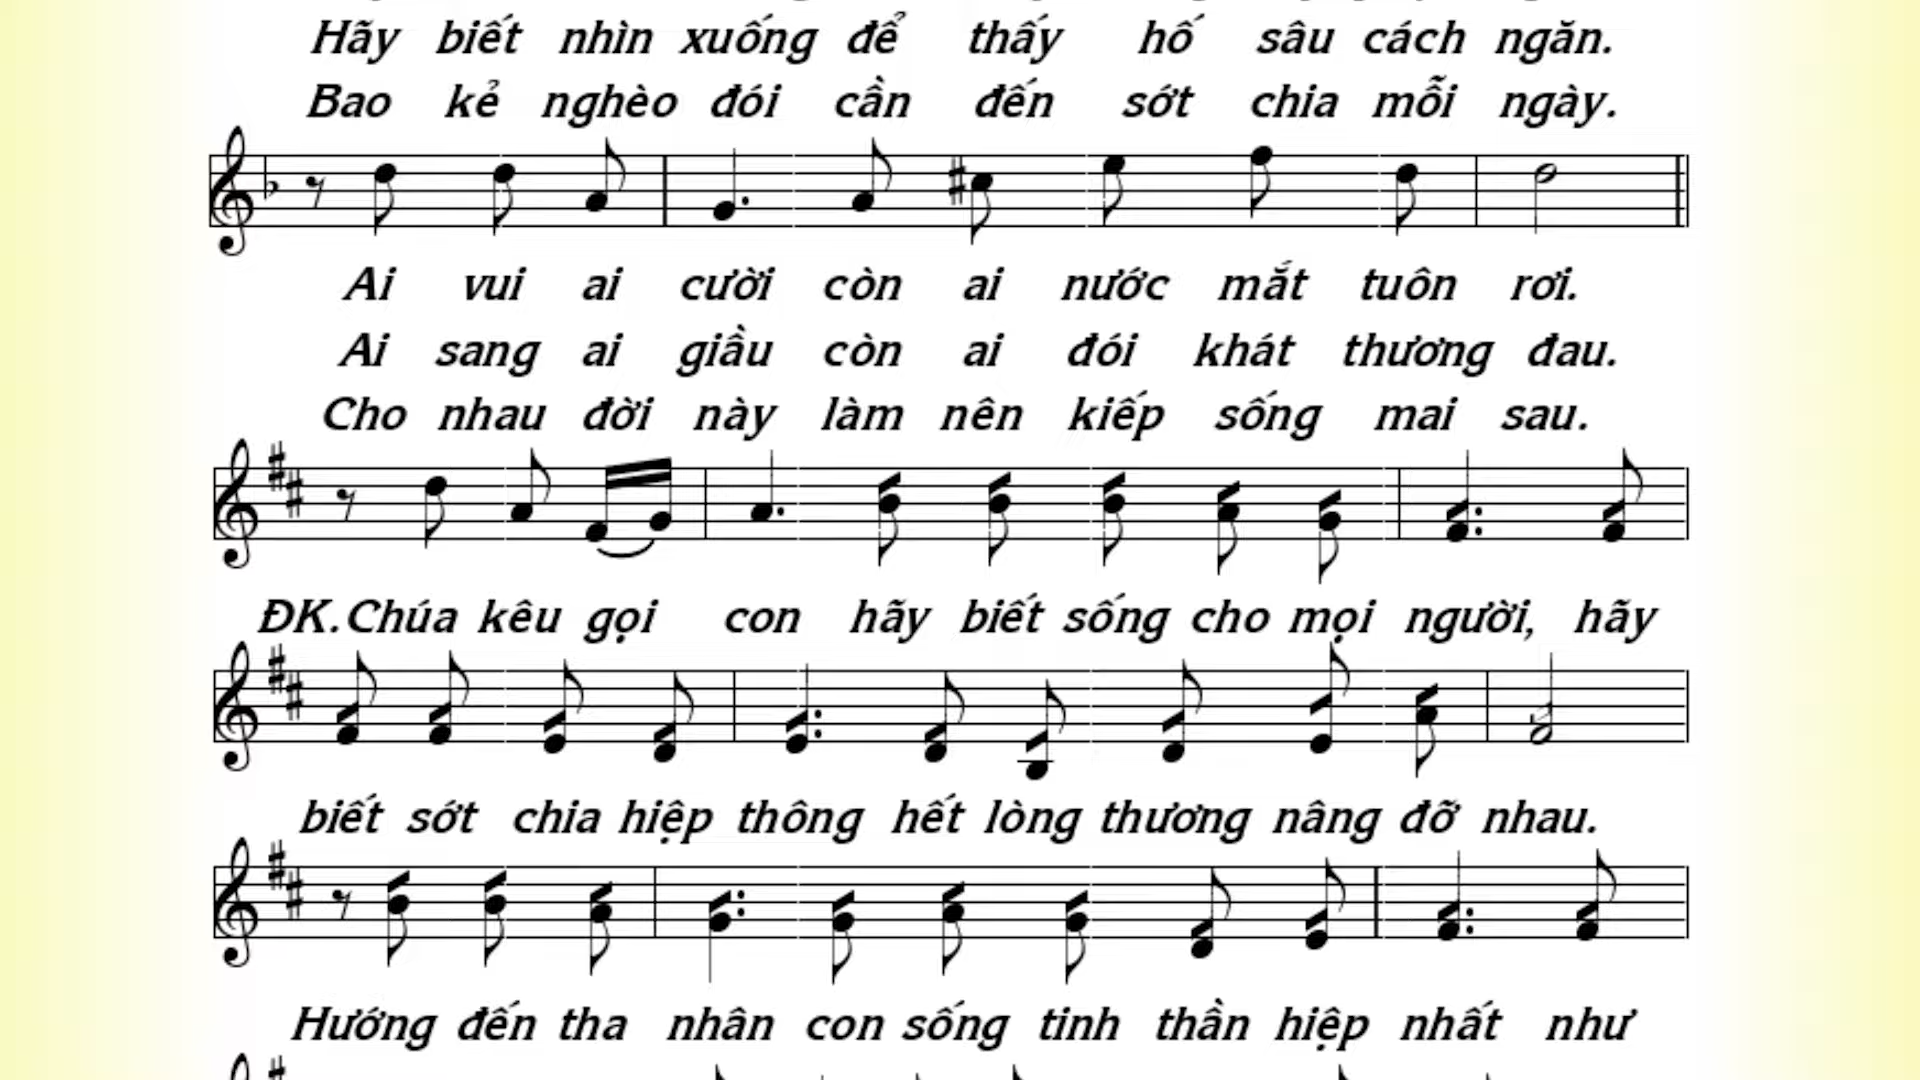 Hãy biết nhìn xuống để thấy hố sâu cách ngăn.
Bao kẻ nghèo đói cần đến sớt chia mỗi ngày.
Ai vui ai cười còn ai nước mắt tuôn rơi.
Ai sang ai giầu còn ai đói khát thương đau.
Cho nhau đời này làm nên kiếp sống mai sau.
ĐK.Chúa kêu gọi con hãy biết sống cho mọi người, hãy
biết sớt chia hiệp thông hết lòng thương nâng đỡ nhau.
Hướng đến tha nhân con sống tinh thần hiệp nhất như